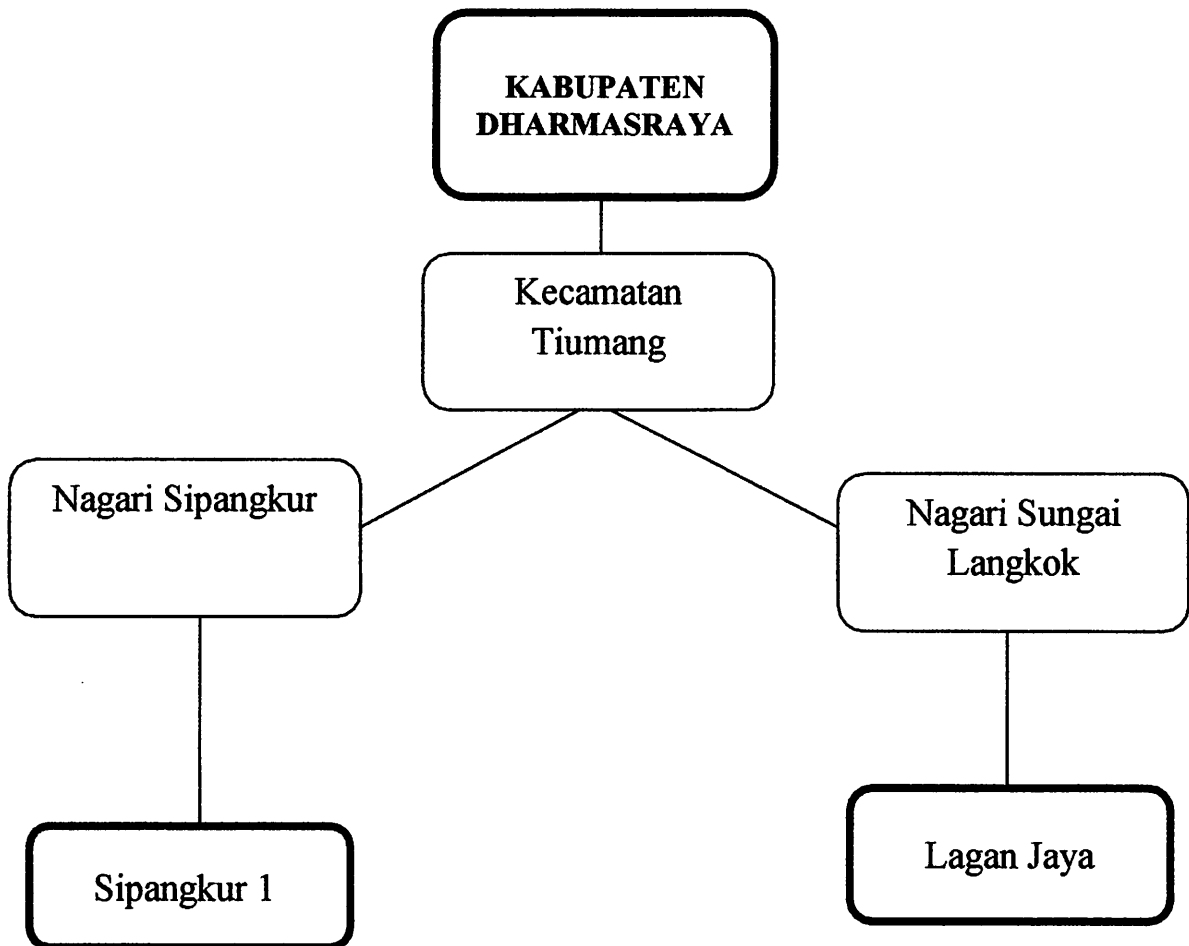 KABUPATEN
DHARMASRAYA
Kecamatan
Tiumang
Nagari Sipangkur
Nagari Sungai
Langkok
Sipangkur 1
Lagan Jaya